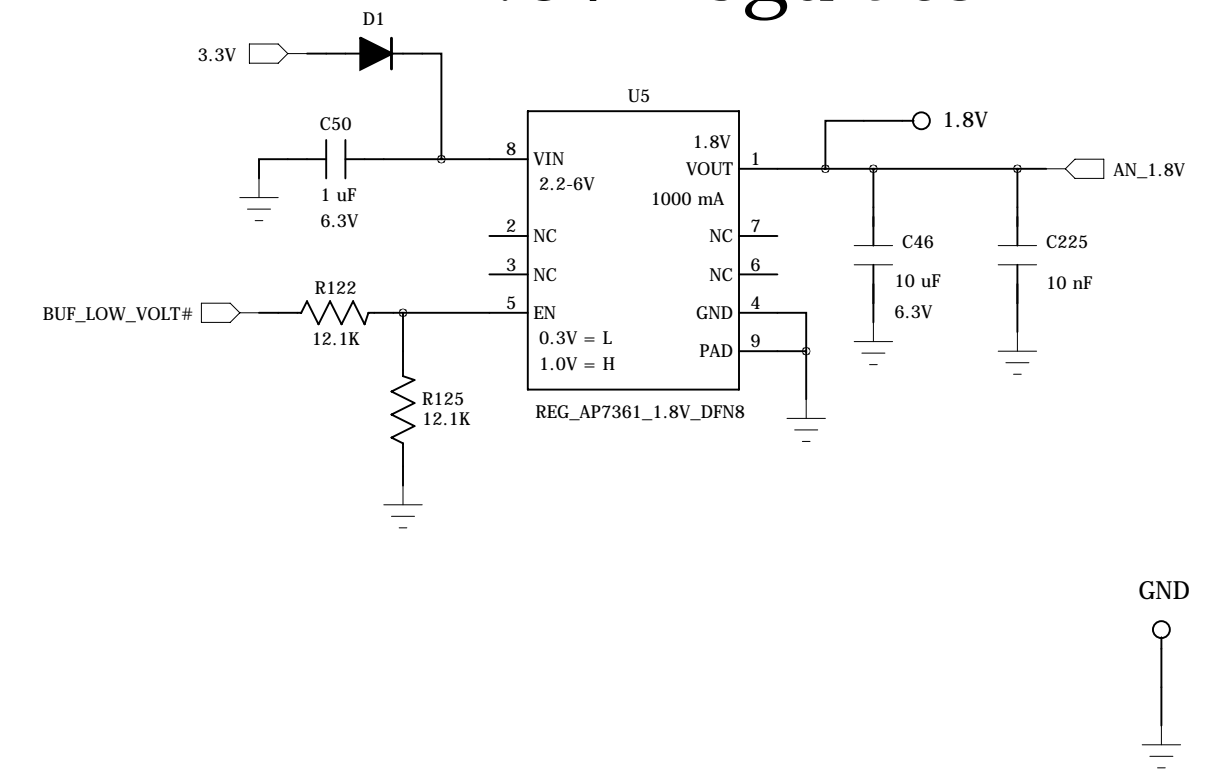 D1
3.3V
U5
C50
1 uF
6.3V
8
VIN
2.2-6V
1.8V
VOUT
1
1000 mA
1.8V
AN_1.8V
2
NC
3
NC
NC
7
NC
6
C46
10 uF
6.3V
C225
10 nF
BUF_LOW_VOLT#
R122
12.1K
5
EN
0.3V = L
1.0V = H
GND
4
PAD
9
R125
12.1K
REG_AP7361_1.8V_DFN8
GND